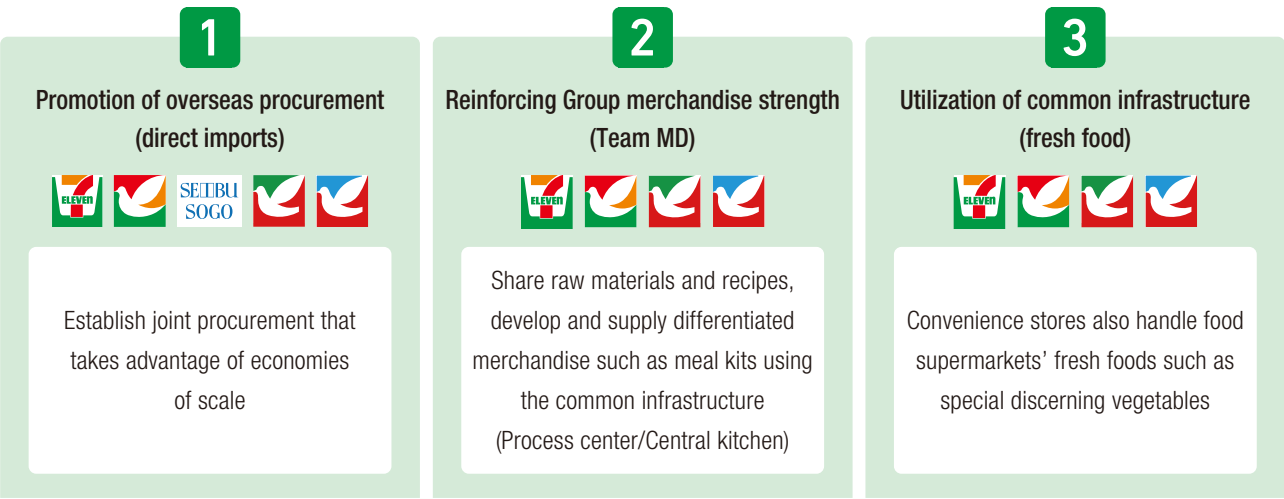 1
Promotion of overseas procurement
(direct imports)
7
ELEVEn
SEIBU
SOGO
Establish joint procurement that
takes advantage of economies
of scale
2
Reinforcing Group merchandise strength
(Team MD)
7
ELEVEn
Share raw materials and recipes,
develop and supply differentiated
merchandise such as meal kits using
the common infrastructure
(Process center/Central kitchen)
3
Utilization of common infrastructure
(fresh food)
7
ELEVEn
Convenience stores also handle food
supermarkets’ fresh foods such as
special discerning vegetables